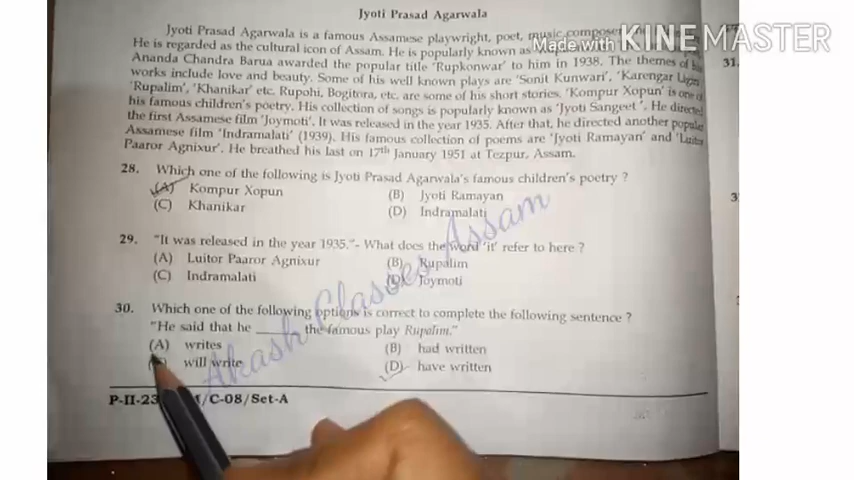 Jyoti Prasad Agarwala
Jyoti Prasad Agarwala is a famous Assamese playwright, poet, music composer
He is regarded as the cultural icon of Assam. He is popularly known as
Made with KINEMASTER
Ananda Chandra Barua awarded the popular title 'Rupkonwar' to him in 1938. The themes of his
31.
works include love and beauty. Some of his well known plays are 'Sonit Kunwari', 'Karengar Ligiri'
'Rupalim', 'Khanikar' etc. Rupohi, Bogitora, etc. are some of his short stories. 'Kompur Xopun' is one of
his famous children's poetry. His collection of songs is popularly known as 'Jyoti Sangeet'. He directed
the first Assamese film 'Joymoti'. It was released in the year 1935. After that, he directed another popular
Assamese film 'Indramalati' (1939). His famous collection of poems are 'Jyoti Ramayan' and 'Luitor
Paaror Agnixur'. He breathed his last on 17th January 1951 at Tezpur, Assam.
28. Which one of the following is Jyoti Prasad Agarwala's famous children's poetry ?
(A) Kompur Xopun (B) Jyoti Ramayan
(C) Khanikar (D) Indramalati
29. "It was released in the year 1935."- What does the word 'it' refer to here ?
(A) Luitor Paaror Agnixur (B) Rupalim
(C) Indramalati (D) Joymoti
30. Which one of the following options is correct to complete the following sentence ?
"He said that he ______ the famous play Rupalim."
(A) writes (B) had written
will write (D) have written
P-II-23 /C-08/Set-A
Akash Classes Assam